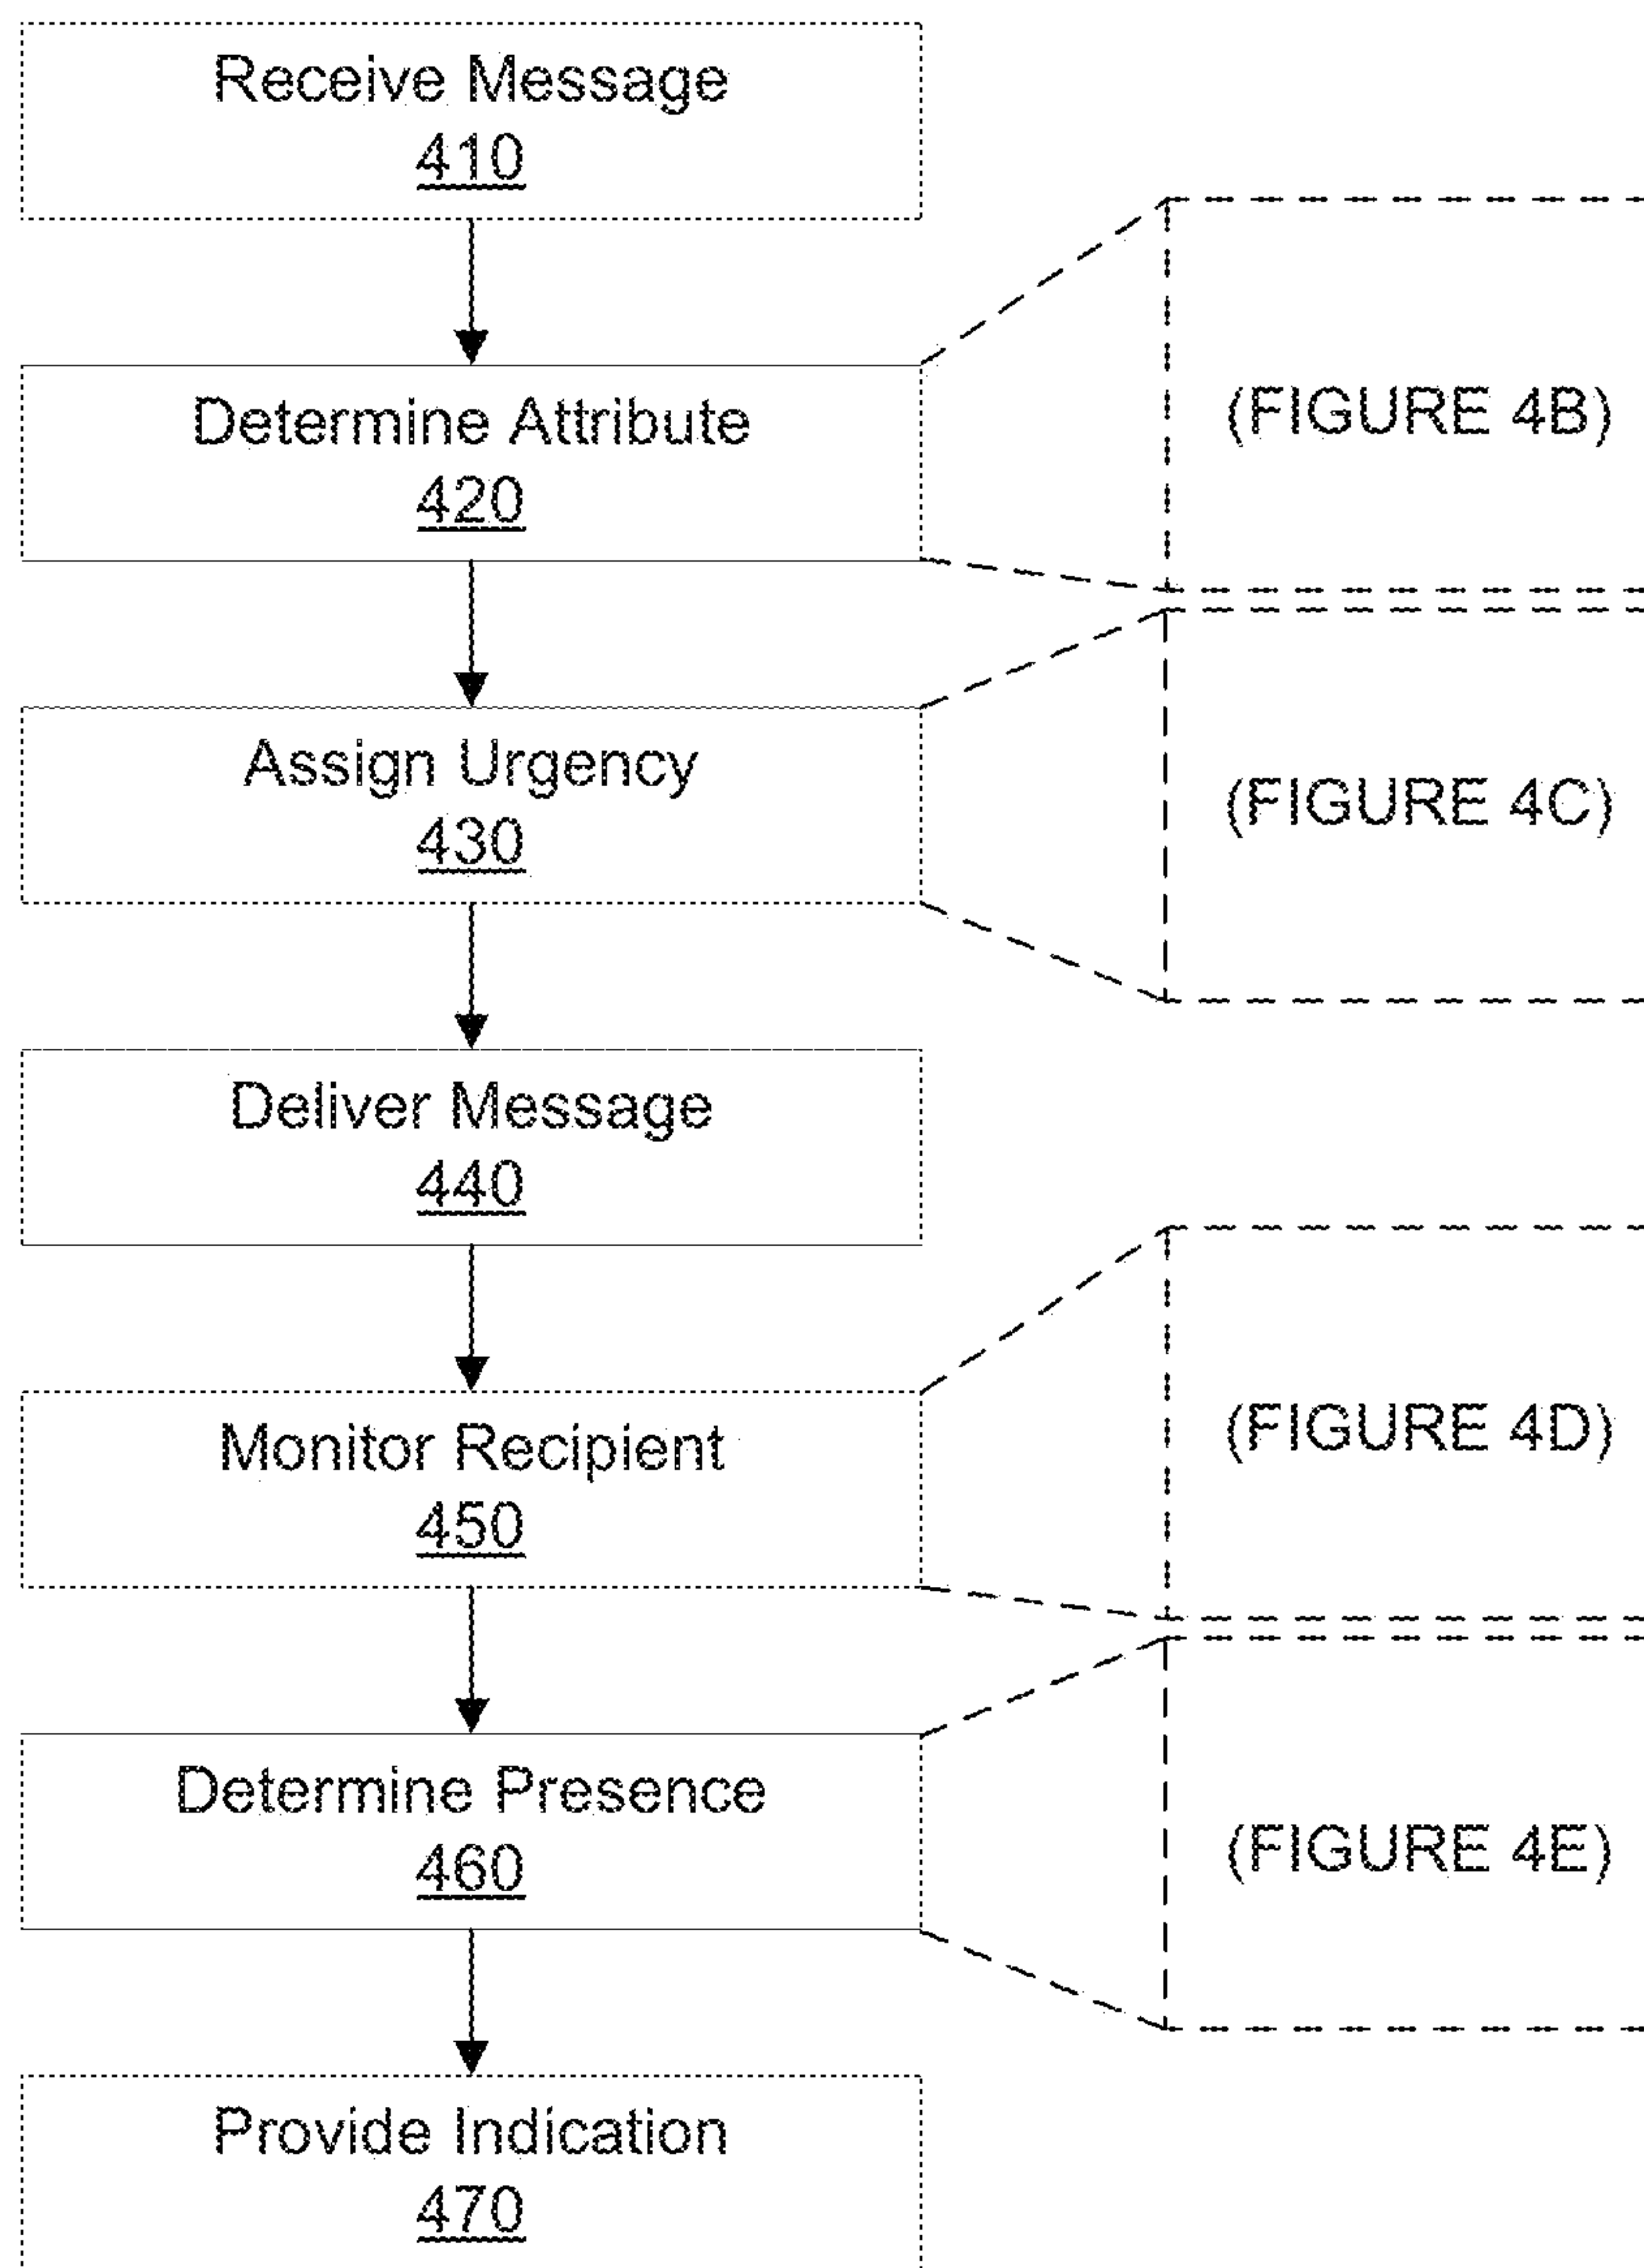 Receive Message
410
Determine Attribute
420
(FIGURE 4B)
Assign Urgency
430
(FIGURE 4C)
Deliver Message
440
Monitor Recipient
450
(FIGURE 4D)
Determine Presence
460
(FIGURE 4E)
Provide Indication
470